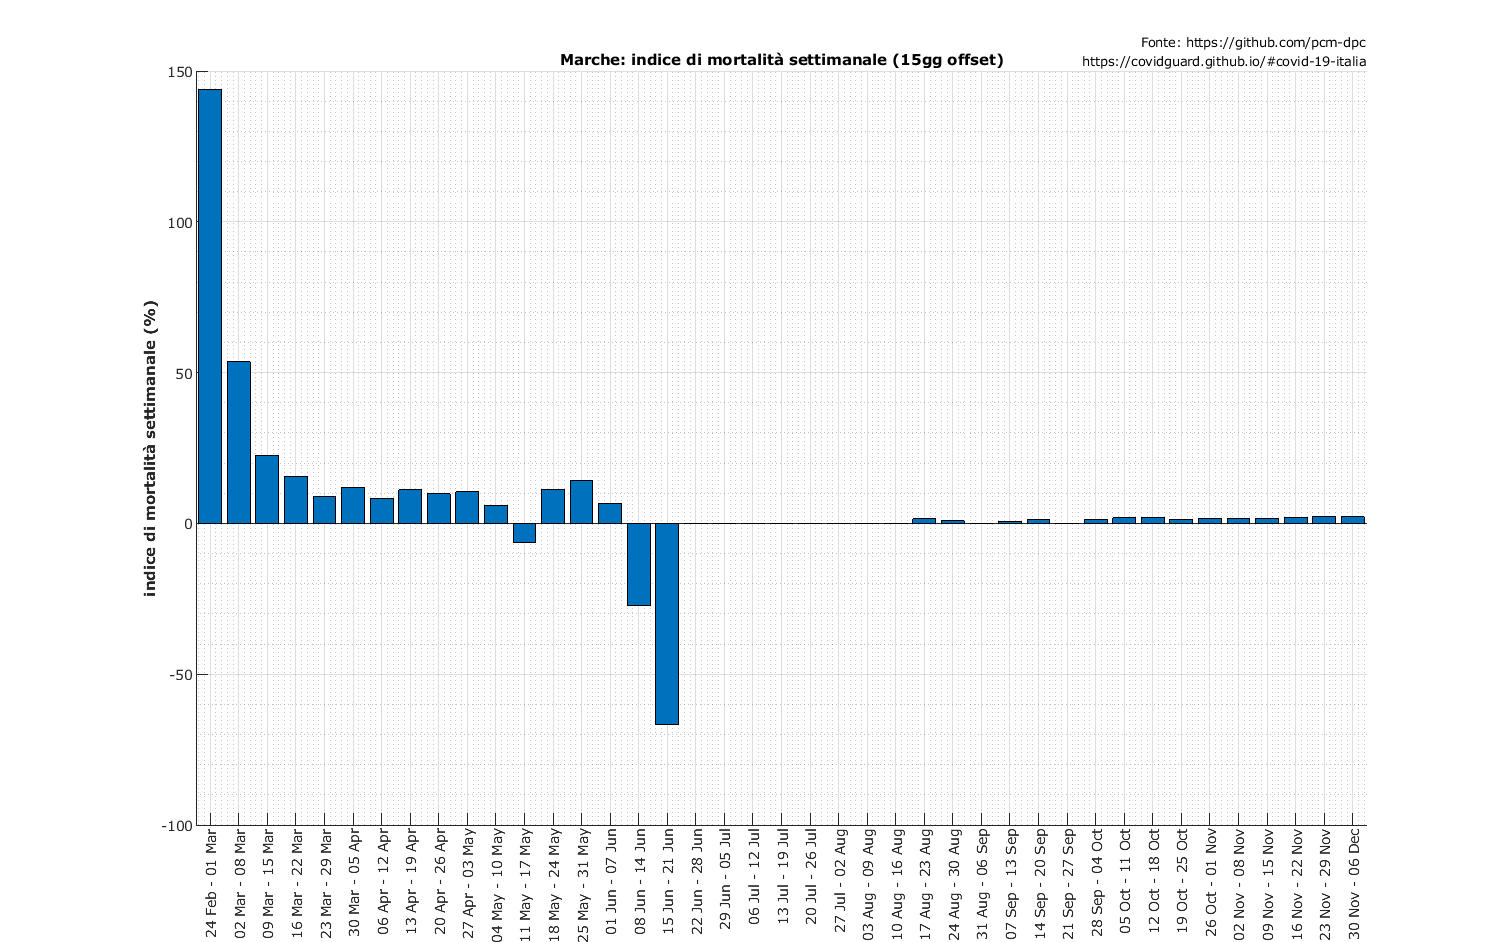 Fonte: https://github.com/pcm-dpc
https://covidguard.github.io/#covid-19-italia
Marche: indice di mortalità settimanale (15gg offset)
indice di mortalità settimanale (%)
150
100
50
0
-50
-100
24 Feb - 01 Mar
02 Mar - 08 Mar
09 Mar - 15 Mar
16 Mar - 22 Mar
23 Mar - 29 Mar
30 Mar - 05 Apr
06 Apr - 12 Apr
13 Apr - 19 Apr
20 Apr - 26 Apr
27 Apr - 03 May
04 May - 10 May
11 May - 17 May
18 May - 24 May
25 May - 31 May
01 Jun - 07 Jun
08 Jun - 14 Jun
15 Jun - 21 Jun
22 Jun - 28 Jun
29 Jun - 05 Jul
06 Jul - 12 Jul
13 Jul - 19 Jul
20 Jul - 26 Jul
27 Jul - 02 Aug
03 Aug - 09 Aug
10 Aug - 16 Aug
17 Aug - 23 Aug
24 Aug - 30 Aug
31 Aug - 06 Sep
07 Sep - 13 Sep
14 Sep - 20 Sep
21 Sep - 27 Sep
28 Sep - 04 Oct
05 Oct - 11 Oct
12 Oct - 18 Oct
19 Oct - 25 Oct
26 Oct - 01 Nov
02 Nov - 08 Nov
09 Nov - 15 Nov
16 Nov - 22 Nov
23 Nov - 29 Nov
30 Nov - 06 Dec